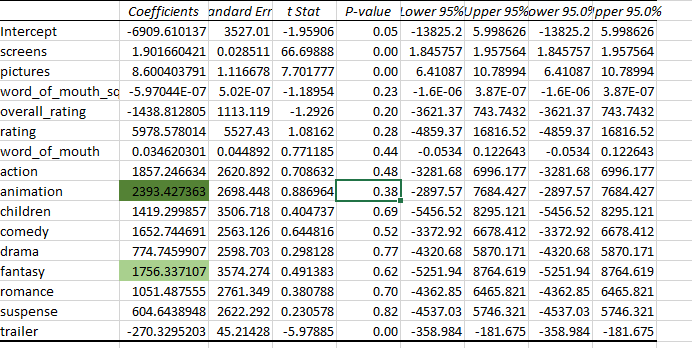 Coefficients andard Err t Stat P-value Lower 95% Upper 95% ower 95.0% pper 95.0%
Intercept -6909.610137 3527.01 -1.95906 0.05 -13825.2 5.998626 -13825.2 5.998626
screens 1.901660421 0.028511 66.69888 0.00 1.845757 1.957564 1.845757 1.957564
pictures 8.600403791 1.116678 7.701777 0.00 6.41087 10.78994 6.41087 10.78994
word_of_mouth_sq -5.97044E-07 5.02E-07 -1.18954 0.23 -1.6E-06 3.87E-07 -1.6E-06 3.87E-07
overall_rating -1438.812805 1113.119 -1.2926 0.20 -3621.37 743.7432 -3621.37 743.7432
rating 5978.578014 5527.43 1.08162 0.28 -4859.37 16816.52 -4859.37 16816.52
word_of_mouth 0.034620301 0.044892 0.771185 0.44 -0.0534 0.122643 -0.0534 0.122643
action 1857.246634 2620.892 0.708632 0.48 -3281.68 6996.177 -3281.68 6996.177
animation 2393.427363 2698.448 0.886964 0.38 -2897.57 7684.427 -2897.57 7684.427
children 1419.299857 3506.718 0.404737 0.69 -5456.52 8295.121 -5456.52 8295.121
comedy 1652.744691 2563.126 0.644816 0.52 -3372.92 6678.412 -3372.92 6678.412
drama 774.7459907 2598.703 0.298128 0.77 -4320.68 5870.171 -4320.68 5870.171
fantasy 1756.337107 3574.274 0.491383 0.62 -5251.94 8764.619 -5251.94 8764.619
romance 1051.487555 2761.349 0.380788 0.70 -4362.85 6465.821 -4362.85 6465.821
suspense 604.6438948 2622.292 0.230578 0.82 -4537.03 5746.321 -4537.03 5746.321
trailer -270.3295203 45.21428 -5.97885 0.00 -358.984 -181.675 -358.984 -181.675